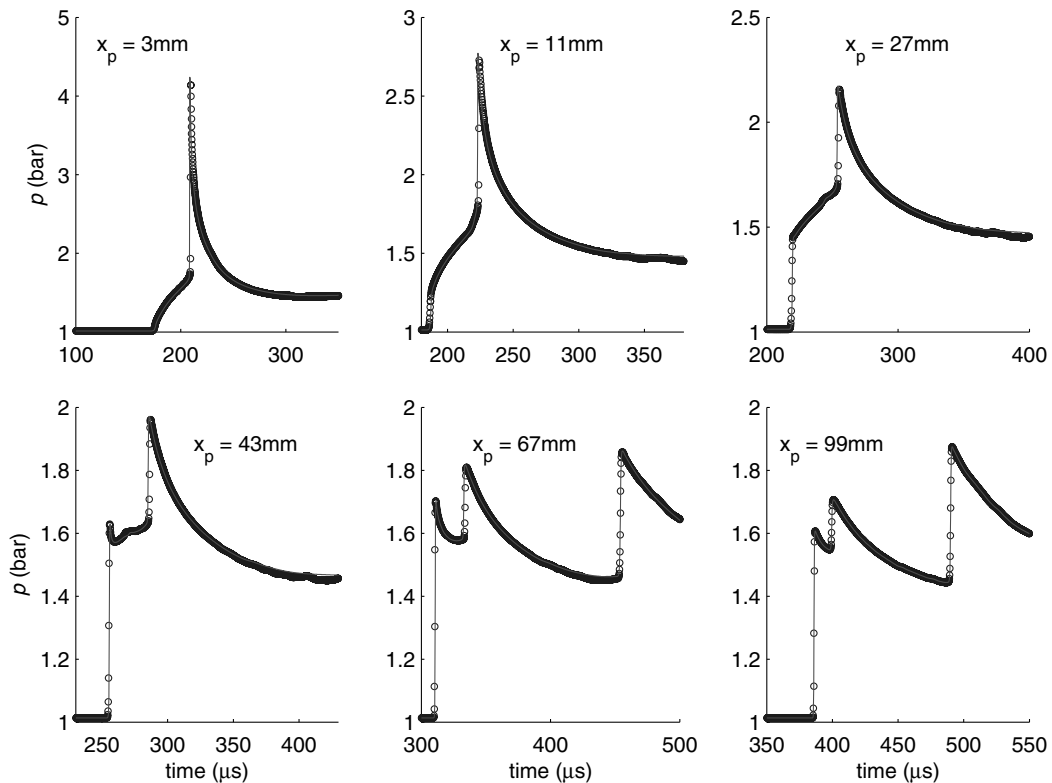 x_p = 3mm
p (bar)
5
4
3
2
1
100 200 300
x_p = 11mm
3
2.5
2
1.5
1
200 250 300 350
x_p = 27mm
2.5
2
1.5
1
200 300 400
x_p = 43mm
p (bar)
2
1.8
1.6
1.4
1.2
1
250 300 350 400
time (μs)
x_p = 67mm
2
1.8
1.6
1.4
1.2
1
300 400 500
time (μs)
x_p = 99mm
2
1.8
1.6
1.4
1.2
1
350 400 450 500 550
time (μs)